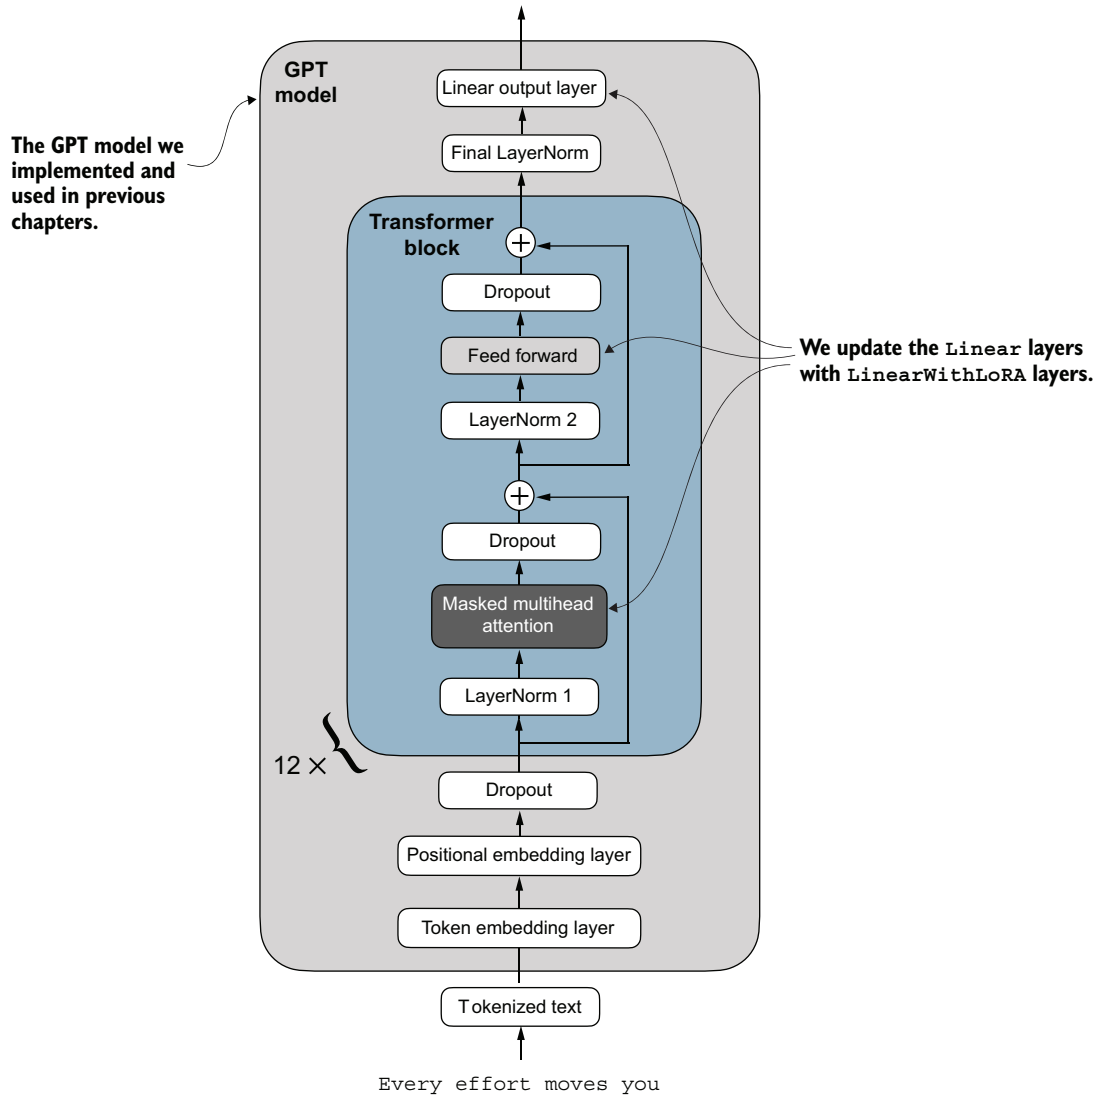 GPT
model
Linear output layer
The GPT model we
implemented and
used in previous
chapters.
Final LayerNorm
Transformer
block
+
Dropout
Feed forward
We update the Linear layers
with LinearWithLoRA layers.
LayerNorm 2
+
Dropout
Masked multihead
attention
LayerNorm 1
12 × {
Dropout
Positional embedding layer
Token embedding layer
Tokenized text
Every effort moves you